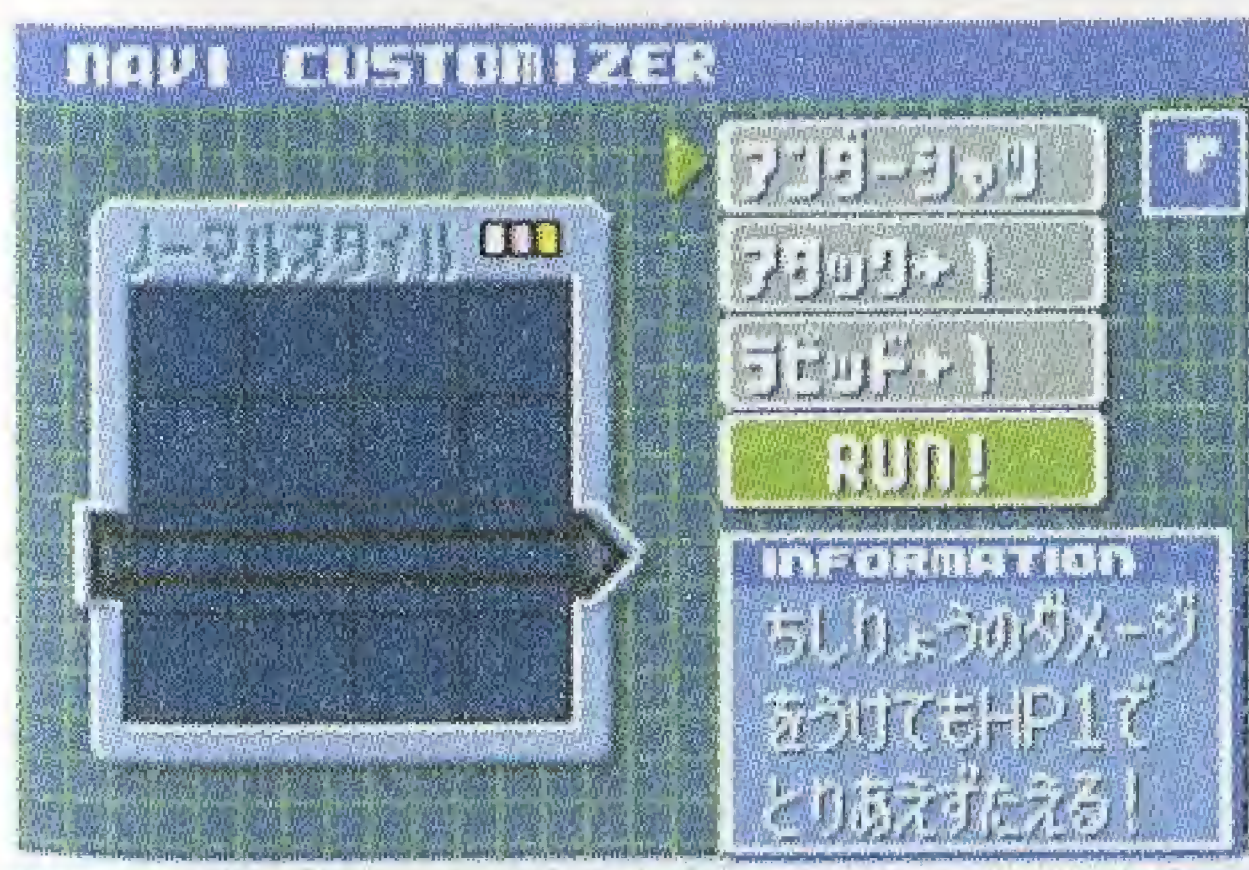 NAVI CUSTOMIZER
ノーマルスタイル
アンダーシャツ
アタック+1
ラピッド+1
RUN!
INFORMATION
ちしりょうのダメージ
をうけてもHP1で
とりあえずたえる!